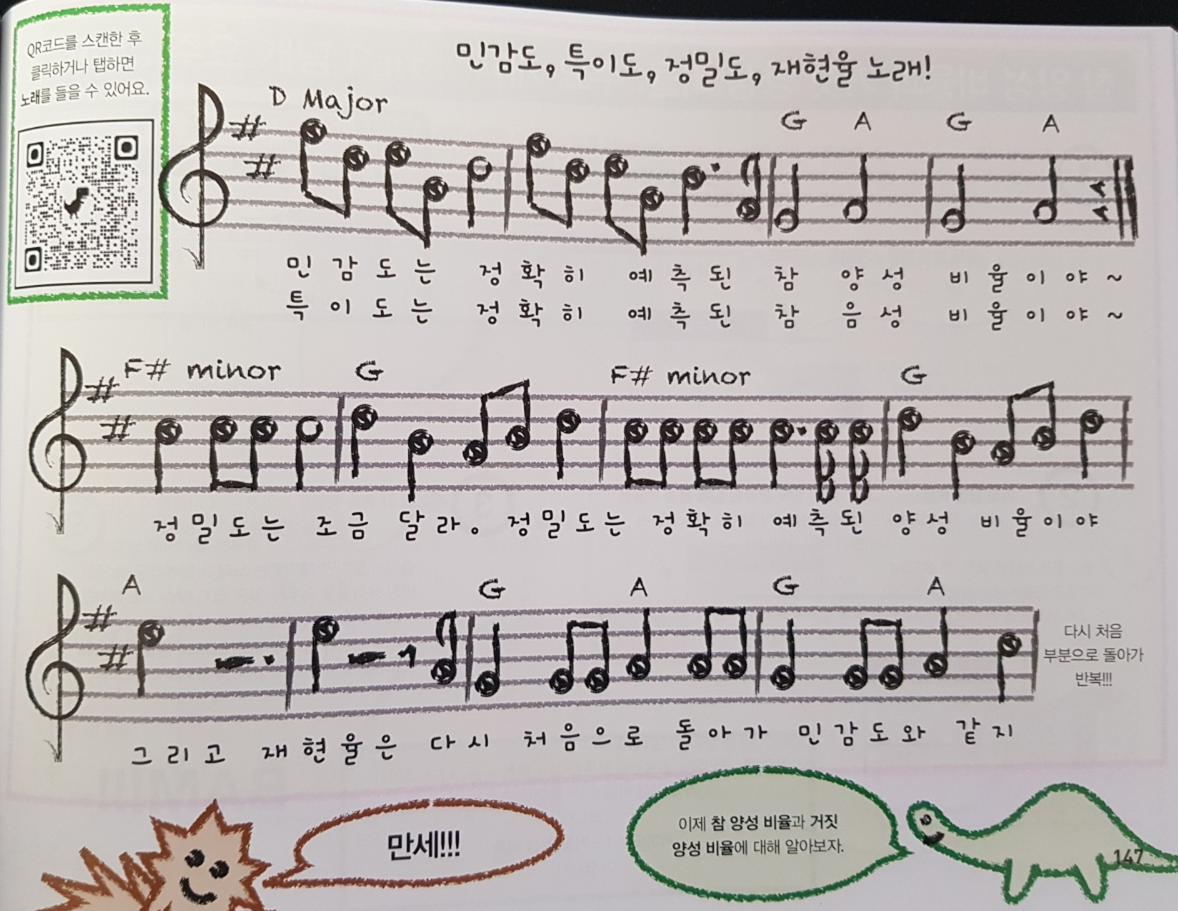 QR코드를 스캔한 후
클릭하거나 탭하면
노래를 들을 수 있어요.
민감도, 특이도, 정밀도, 재현율 노래!
D Major
G A G A
민감도는 정확히 예측된 참 양성 비율이야~
특이도는 정확히 예측된 참 음성 비율이야~
F# minor G F# minor G
정밀도는 조금 달라. 정밀도는 정확히 예측된 양성 비율이야
A G A G A
다시 처음
부분으로 돌아가
반복!!!
그리고 재현율은 다시 처음으로 돌아가 민감도와 같지
만세!!!
이제 참 양성 비율과 거짓
양성 비율에 대해 알아보자.
147